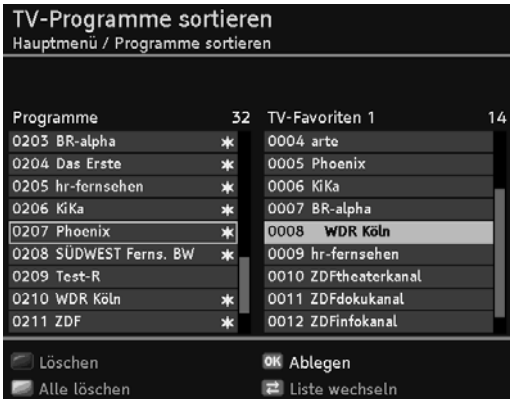 TV-Programme sortieren
Hauptmenü / Programme sortieren
Programme 32
0203 BR-alpha *
0204 Das Erste *
0205 hr-fernsehen *
0206 KiKa *
0207 Phoenix *
0208 SÜDWEST Ferns. BW *
0209 Test-R
0210 WDR Köln *
0211 ZDF *
TV-Favoriten 1 14
0004 arte
0005 Phoenix
0006 KiKa
0007 BR-alpha
0008 WDR Köln
0009 hr-fernsehen
0010 ZDFtheaterkanal
0011 ZDFdokukanal
0012 ZDFinfokanal
Löschen
Alle löschen
OK Ablegen
Liste wechseln